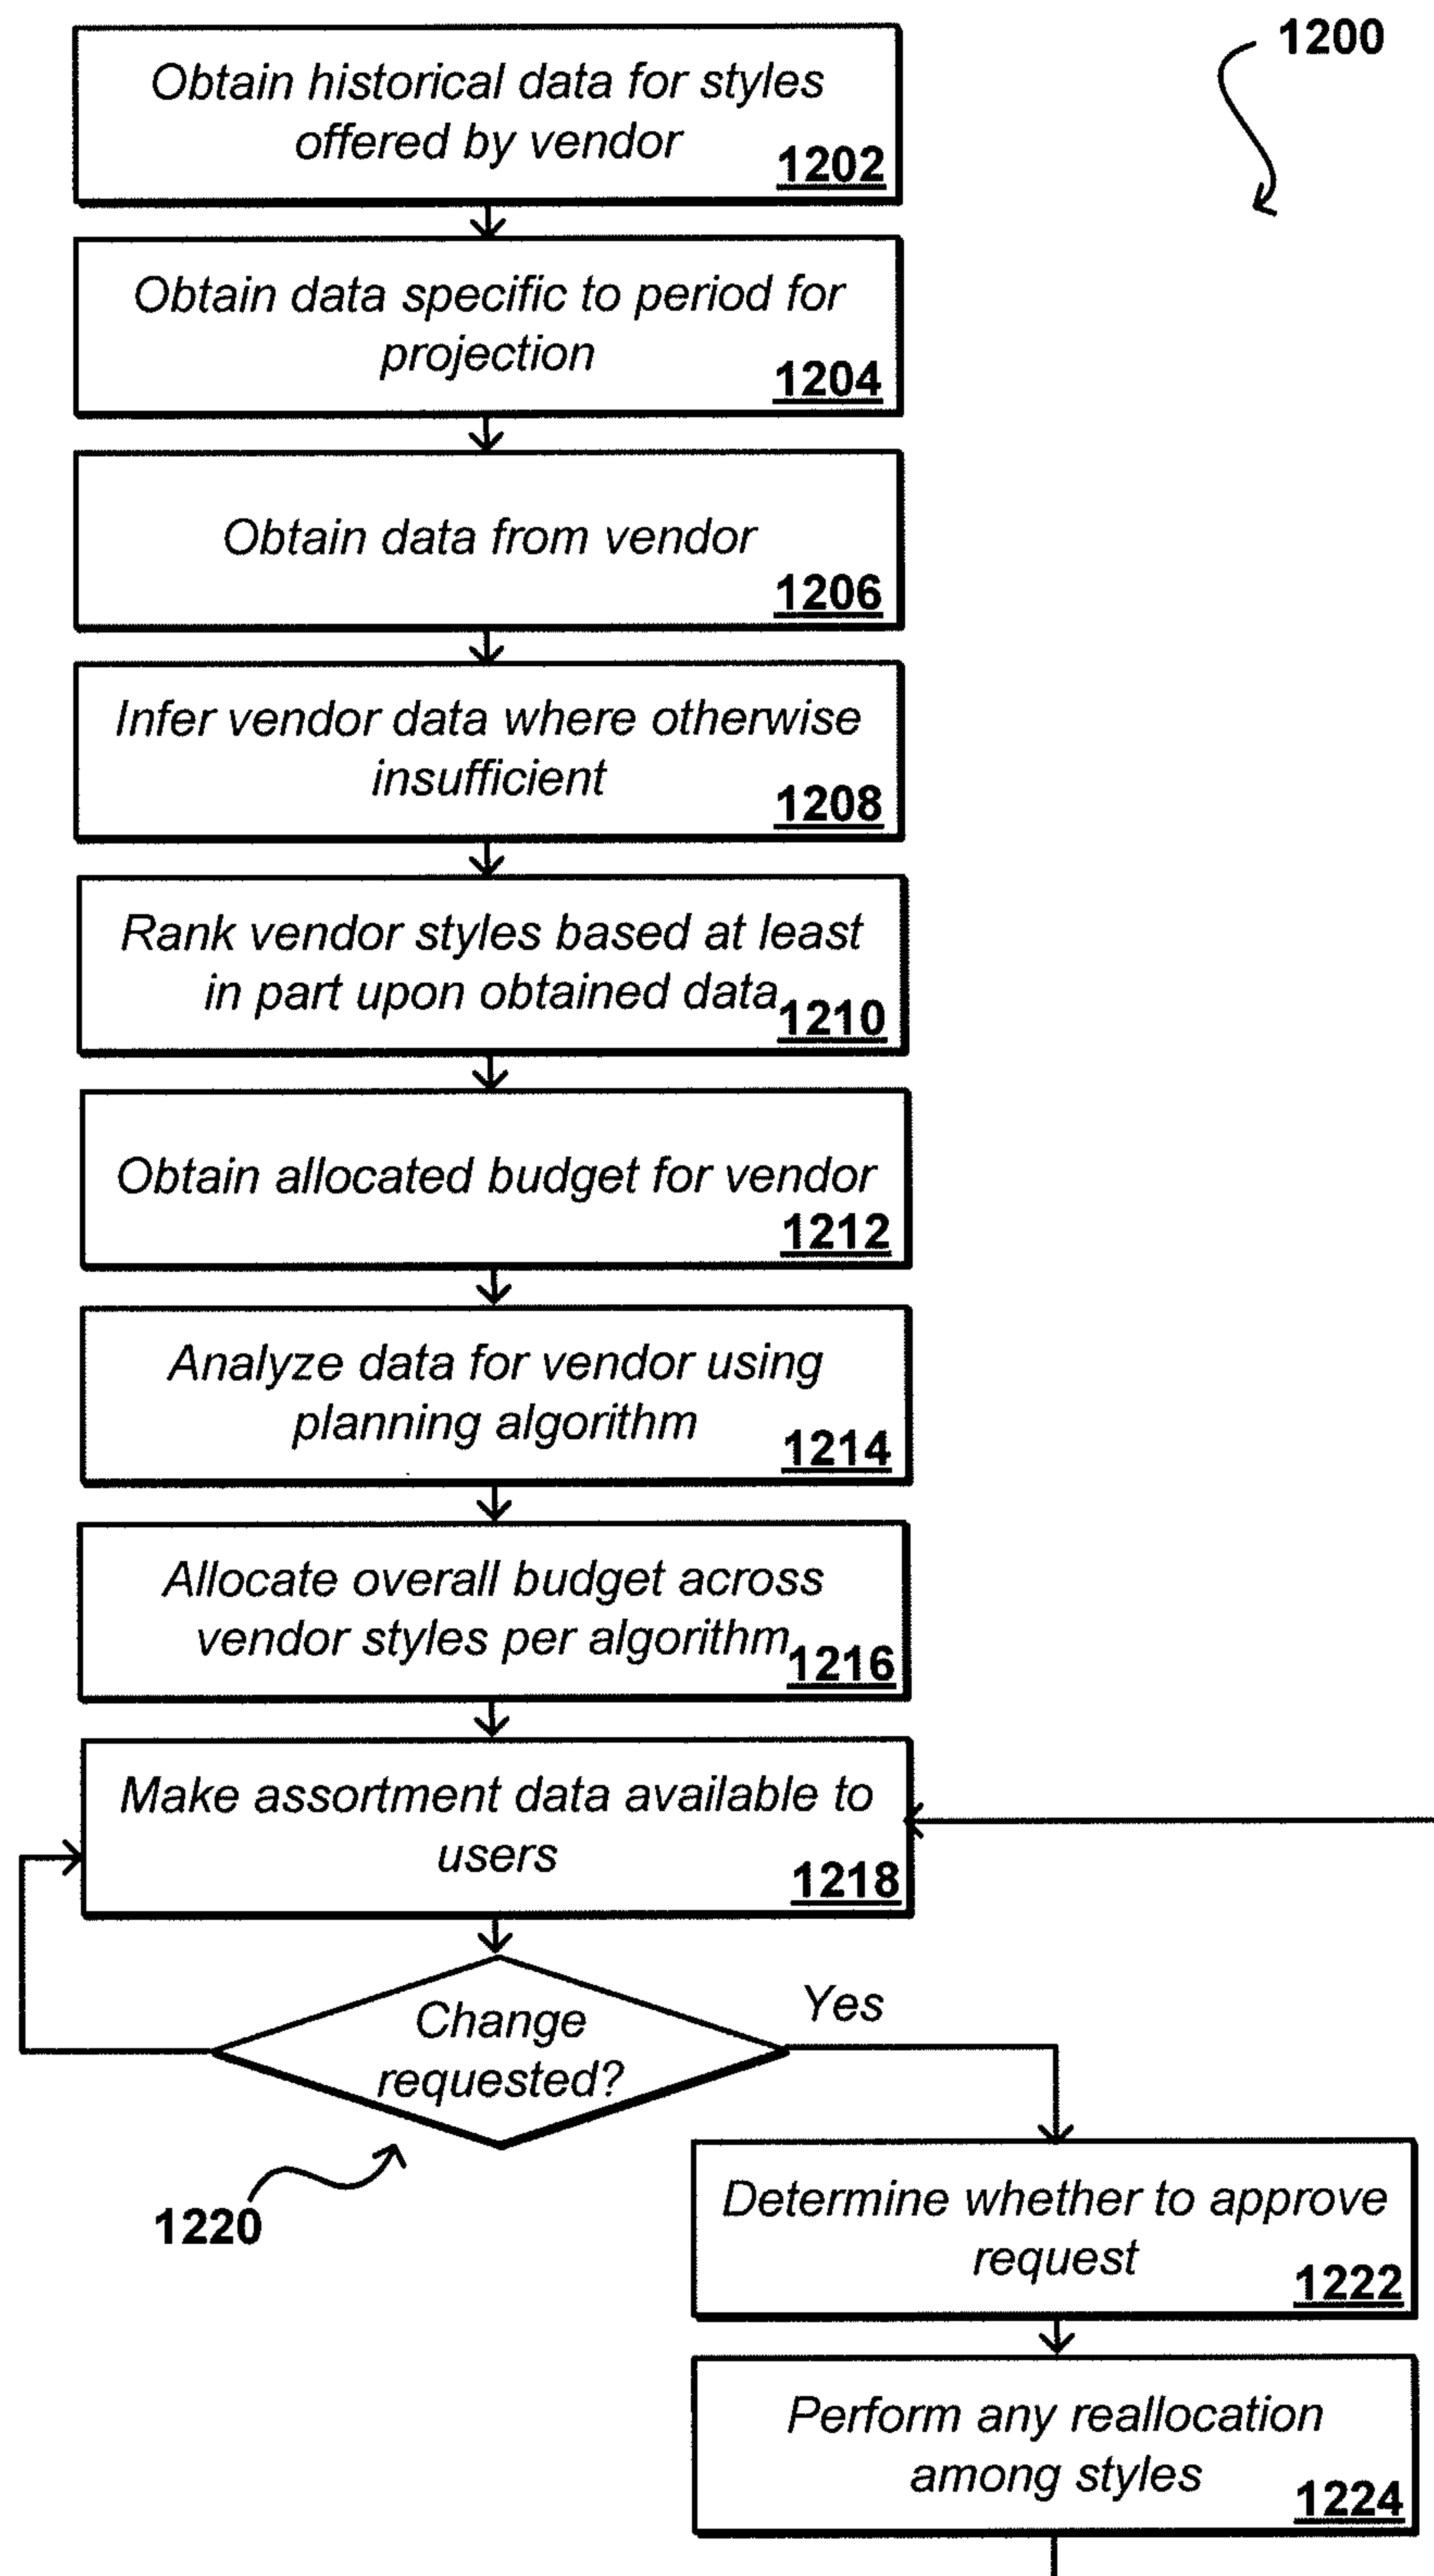 1200
Obtain historical data for styles
offered by vendor
1202
Obtain data specific to period for
projection
1204
Obtain data from vendor
1206
Infer vendor data where otherwise
insufficient
1208
Rank vendor styles based at least
in part upon obtained data
1210
Obtain allocated budget for vendor
1212
Analyze data for vendor using
planning algorithm
1214
Allocate overall budget across
vendor styles per algorithm
1216
Make assortment data available to
users
1218
Change
requested?
Yes
1220
Determine whether to approve
request
1222
Perform any reallocation
among styles
1224